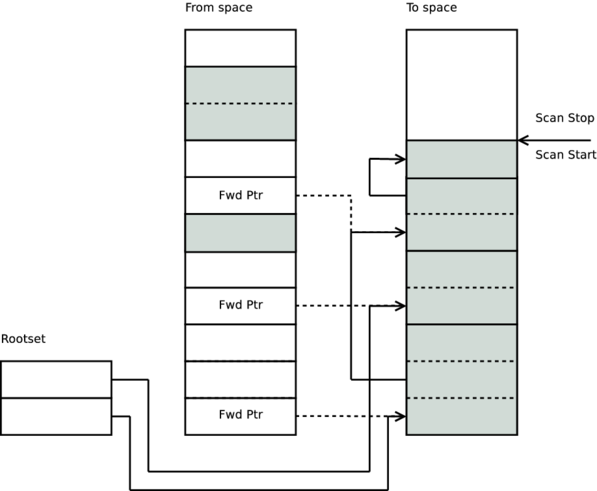 From space
To space
Scan Stop
Scan Start
Fwd Ptr
Fwd Ptr
Rootset
Fwd Ptr